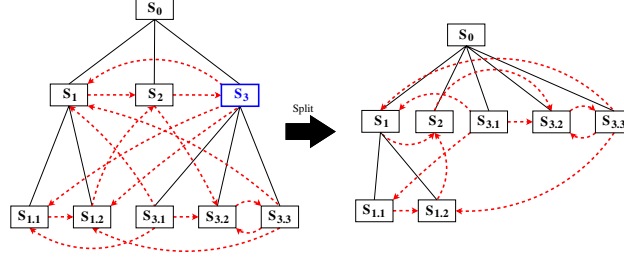 S0
S0
S1 S2 S3
Split
S1 S2 S3.1 S3.2 S3.3
S1.1 S1.2 S3.1 S3.2 S3.3
S1.1 S1.2